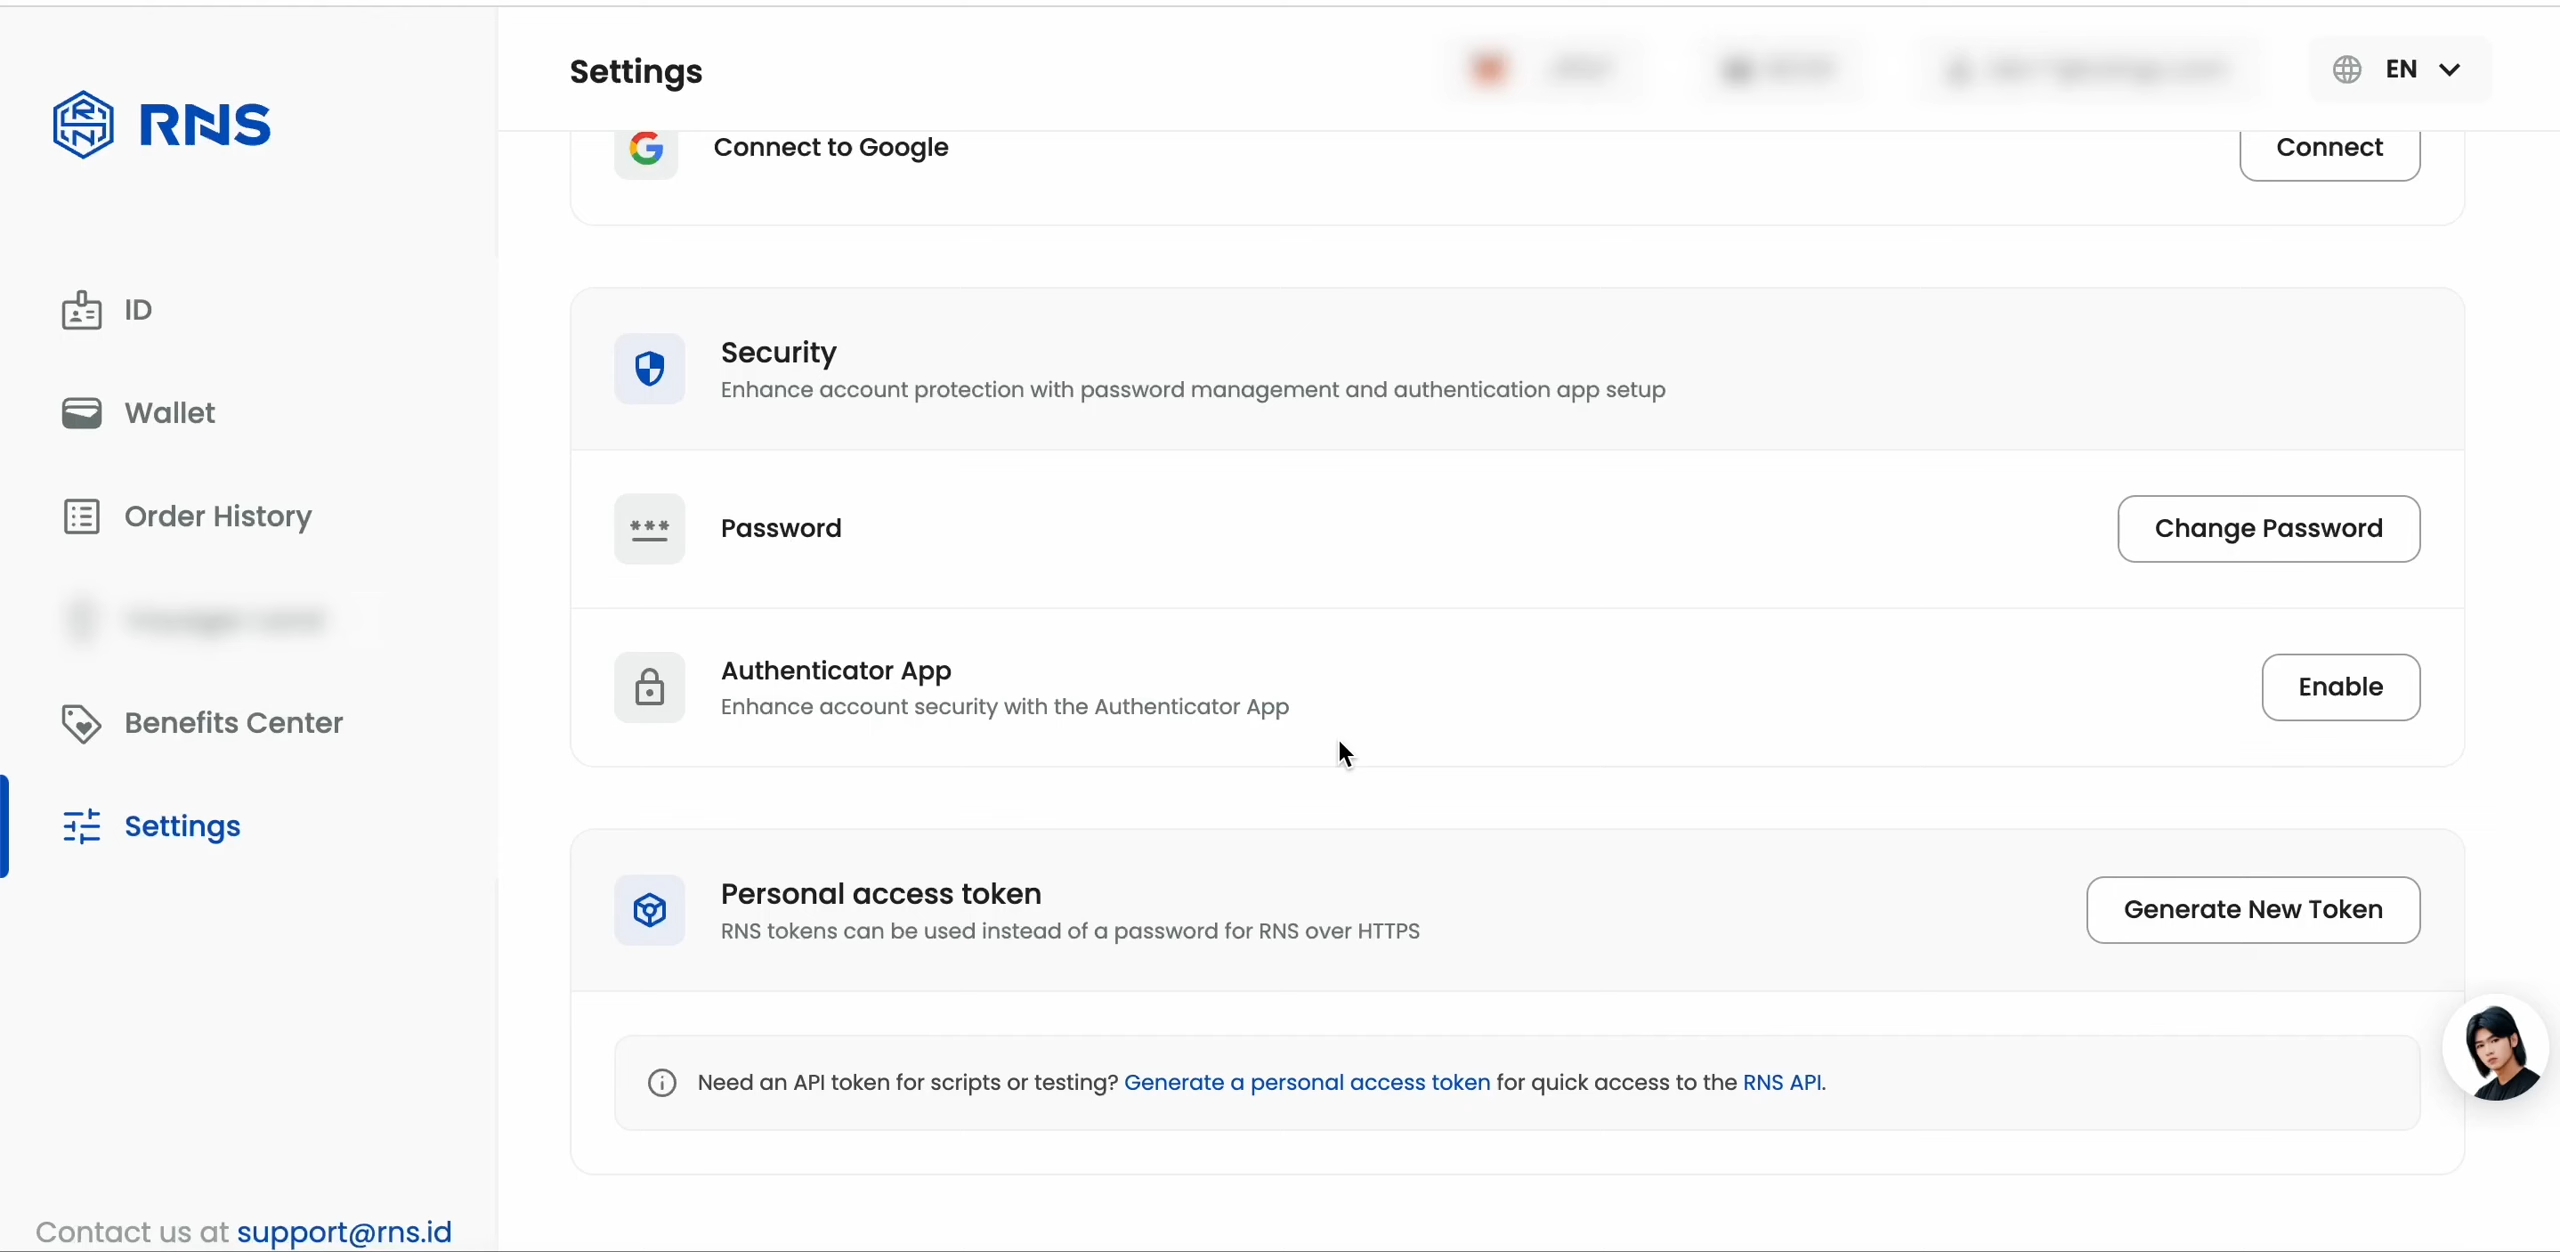 RNS
Settings
EN
Connect to Google
Connect
ID
Wallet
Order History
Benefits Center
Settings
Security
Enhance account protection with password management and authentication app setup
Password
Change Password
Authenticator App
Enhance account security with the Authenticator App
Enable
Personal access token
RNS tokens can be used instead of a password for RNS over HTTPS
Generate New Token
Need an API token for scripts or testing? Generate a personal access token for quick access to the RNS API.
Contact us at support@rns.id